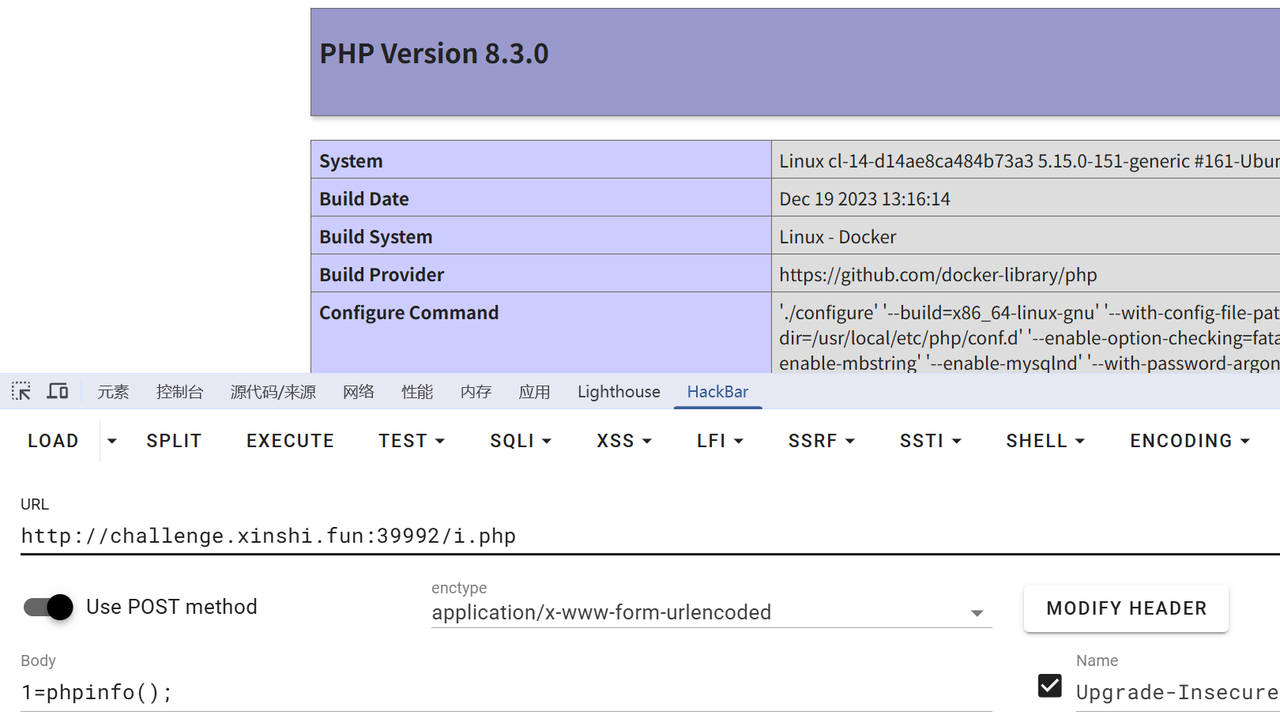 PHP Version 8.3.0
System Linux cl-14-d14ae8ca484b73a3 5.15.0-151-generic #161-Ubun
Build Date Dec 19 2023 13:16:14
Build System Linux - Docker
Build Provider https://github.com/docker-library/php
Configure Command './configure' '--build=x86_64-linux-gnu' '--with-config-file-pat
dir=/usr/local/etc/php/conf.d' '--enable-option-checking=fata
enable-mbstring' '--enable-mysqlnd' '--with-password-argon
元素 控制台 源代码/来源 网络 性能 内存 应用 Lighthouse HackBar
LOAD SPLIT EXECUTE TEST SQLI XSS LFI SSRF SSTI SHELL ENCODING
URL
http://challenge.xinshi.fun:39992/i.php
Use POST method
enctype
application/x-www-form-urlencoded
MODIFY HEADER
Body
1=phpinfo();
Name
Upgrade-Insecure